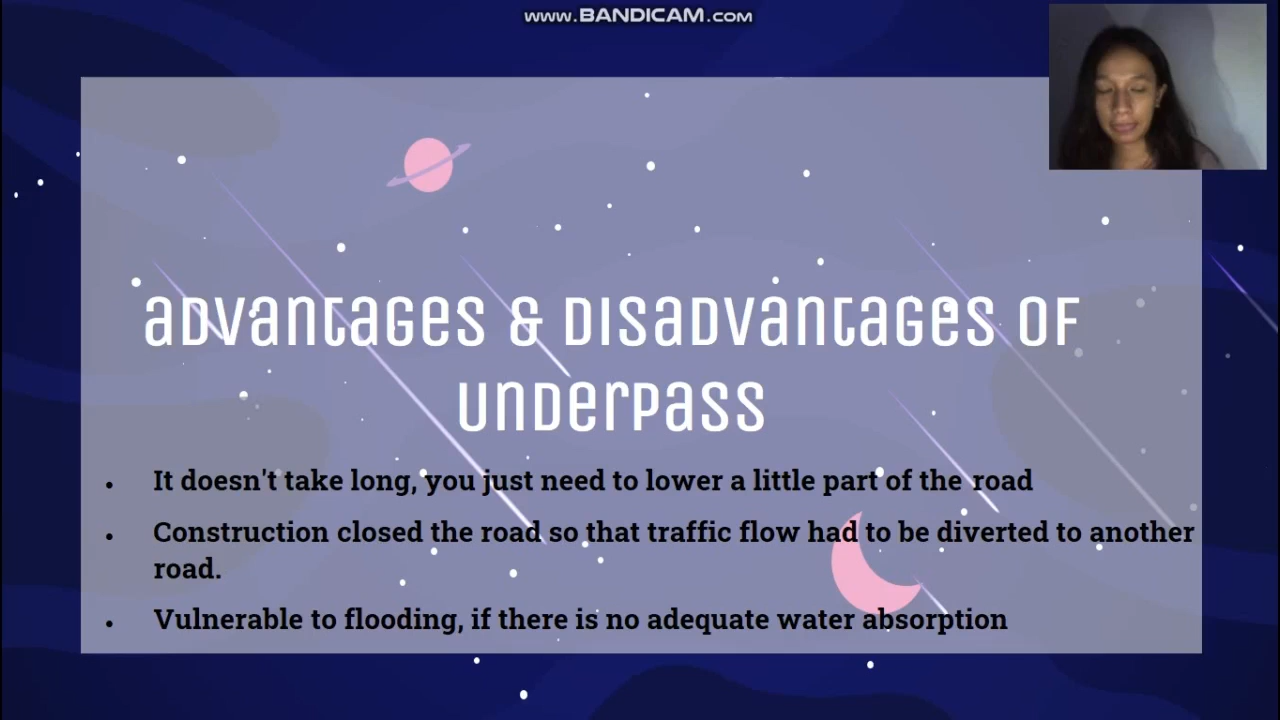 www.BANDICAM.com
aDvantages & DisaDvantages OF
underpass
• It doesn't take long, you just need to lower a little part of the road
• Construction closed the road so that traffic flow had to be diverted to another
road.
• Vulnerable to flooding, if there is no adequate water absorption